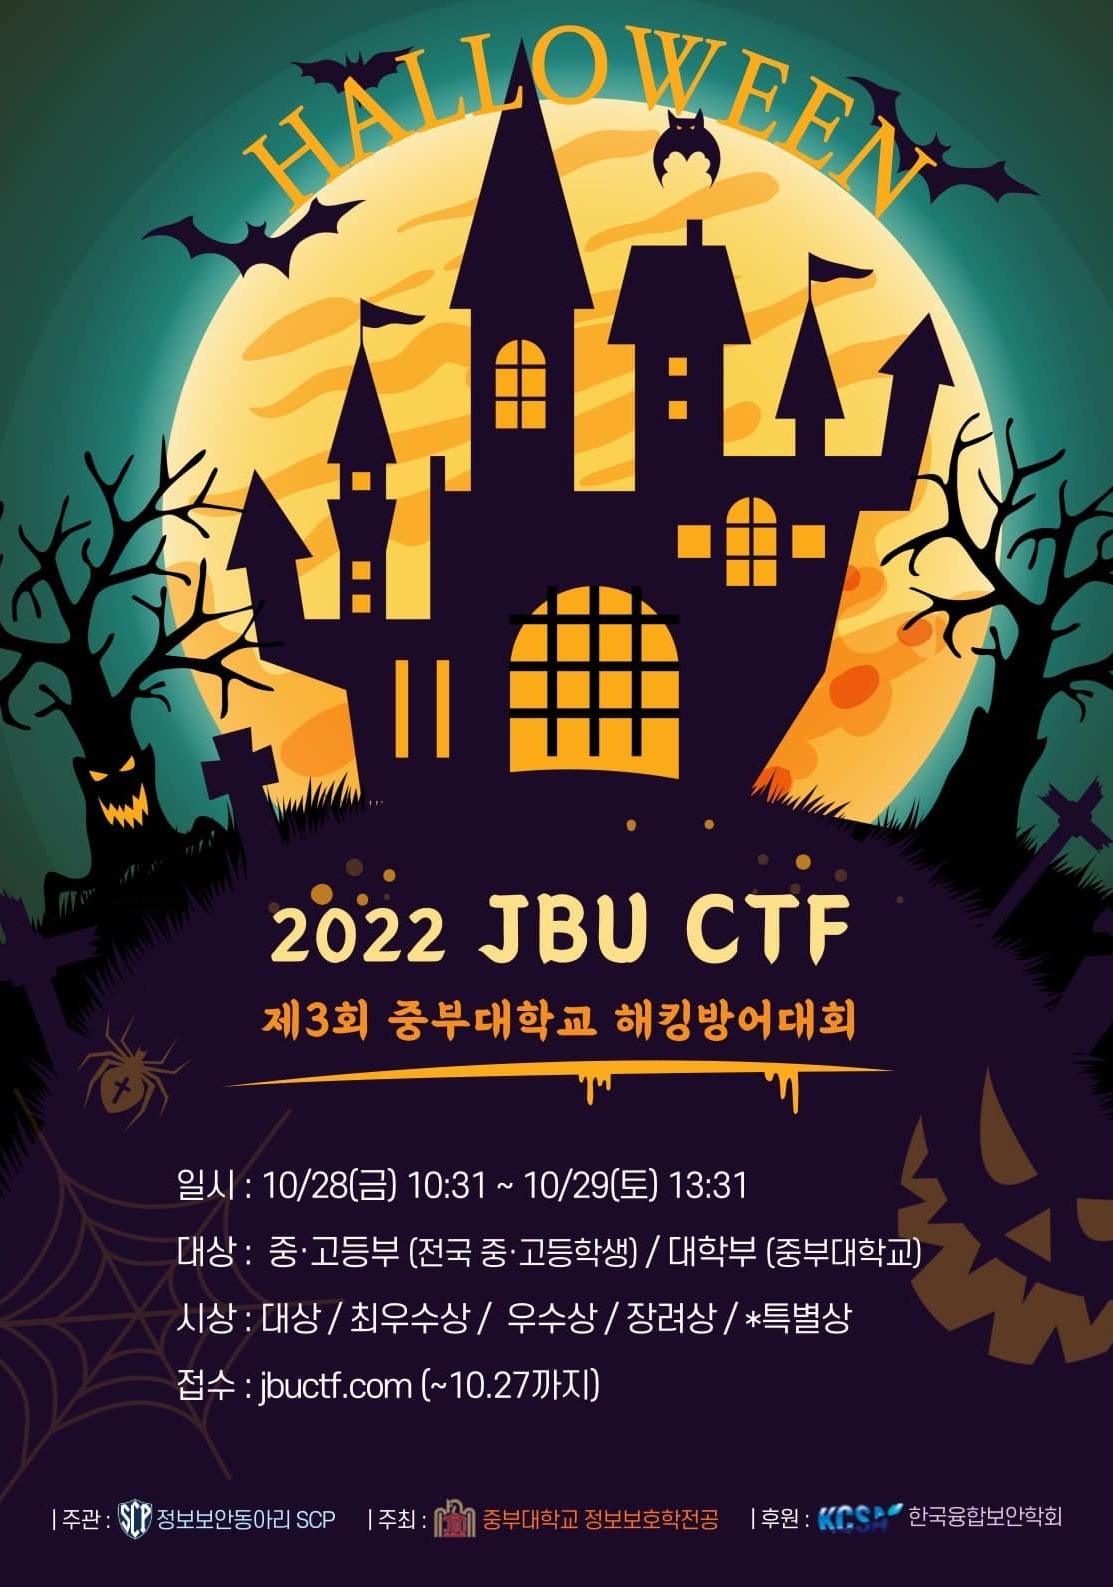 HALLOWEEN
2022 JBU CTF
제3회 중부대학교 해킹방어대회
일시 : 10/28(금) 10:31 ~ 10/29(토) 13:31
대상 : 중·고등부 (전국 중·고등학생) / 대학부 (중부대학교)
시상 : 대상 / 최우수상 / 우수상 / 장려상 / *특별상
접수 : jbuctf.com (~10.27까지)
| 주관 : SCP 정보보안동아리 SCP | 주최 : 중부대학교 정보보호학전공 | 후원 : KCSA 한국융합보안학회